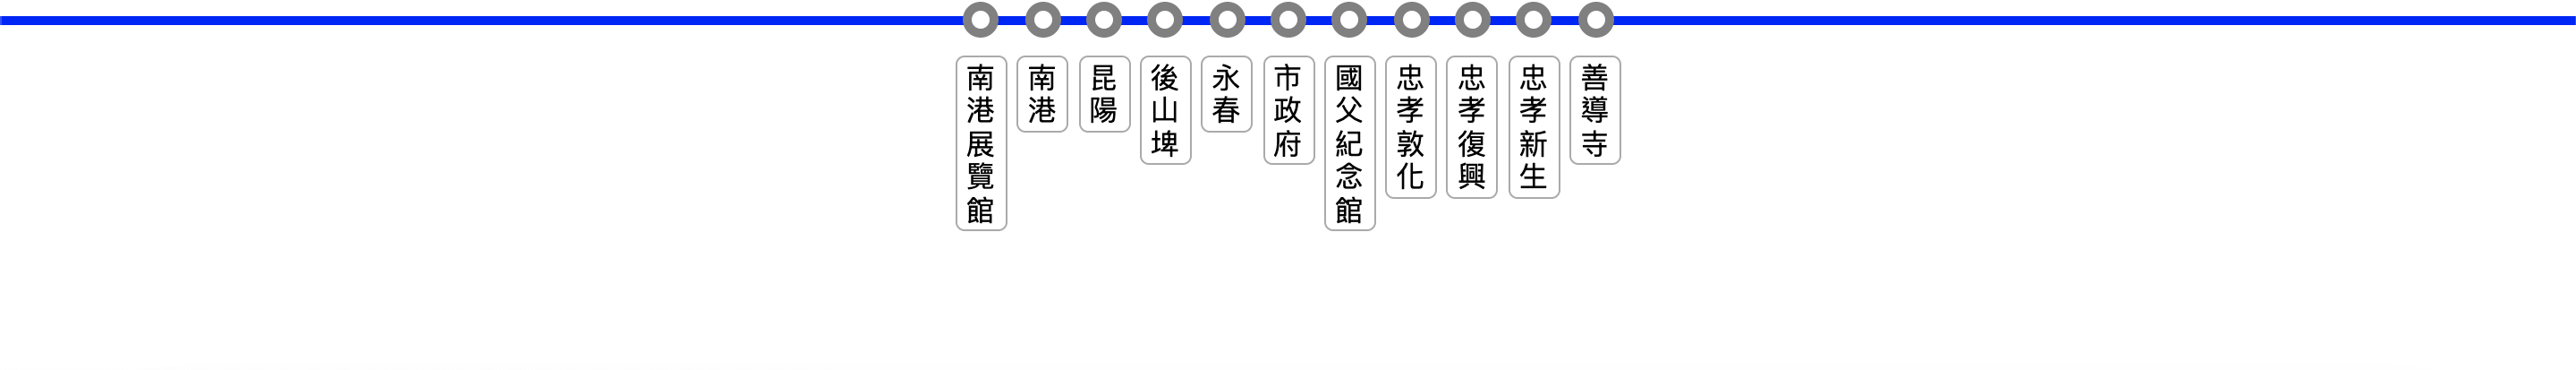 南港展覽館
南港
昆陽
後山埤
永春
市政府
國父紀念館
忠孝敦化
忠孝復興
忠孝新生
善導寺